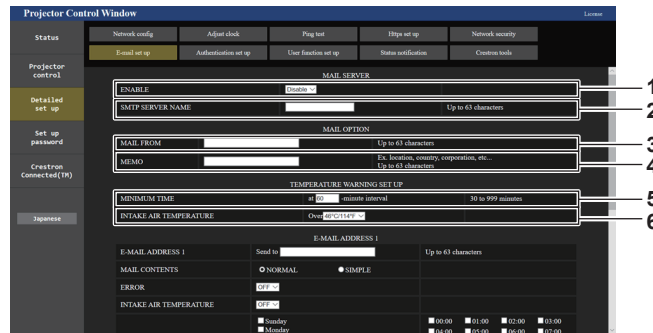 Projector Control Window
License
Status
Network config
Adjust clock
Ping test
Https set up
Network security
E-mail set up
Authentication set up
User function set up
Status notification
Crestron tools
Projector
control
Detailed
set up
Set up
password
Crestron
Connected(TM)
Japanese
MAIL SERVER
ENABLE
Disable
1
SMTP SERVER NAME
Up to 63 characters
2
MAIL OPTION
MAIL FROM
Up to 63 characters
3
MEMO
Ex. location, country, corporation, etc...
Up to 63 characters
4
TEMPERATURE WARNING SET UP
MINIMUM TIME
at 60 -minute interval
30 to 999 minutes
5
INTAKE AIR TEMPERATURE
Over 46°C/114°F
6
E-MAIL ADDRESS 1
E-MAIL ADDRESS 1
Send to
Up to 63 characters
MAIL CONTENTS
NORMAL
SIMPLE
ERROR
OFF
INTAKE AIR TEMPERATURE
OFF
Sunday
00:00 01:00 02:00 03:00
Monday
04:00 05:00 06:00 07:00